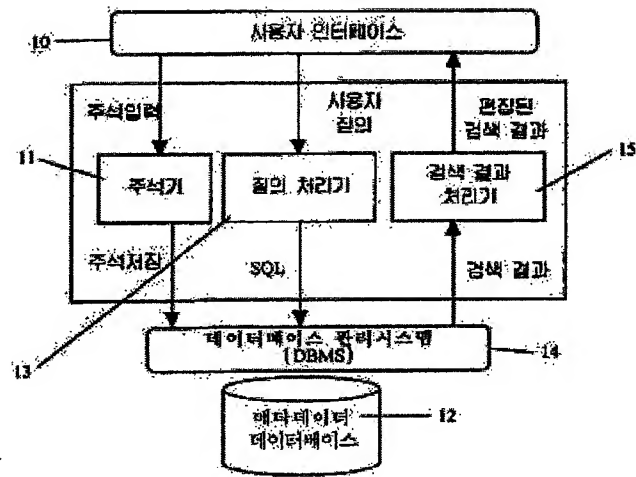 10
사용자 인터페이스
주석입력
사용자
질의
편집된
검색 결과
11
주석기
질의 처리기
검색 결과
처리기
15
주석저장
SQL
검색 결과
데이터베이스 관리시스템
(DBMS)
13
14
메타데이터
데이터베이스
12